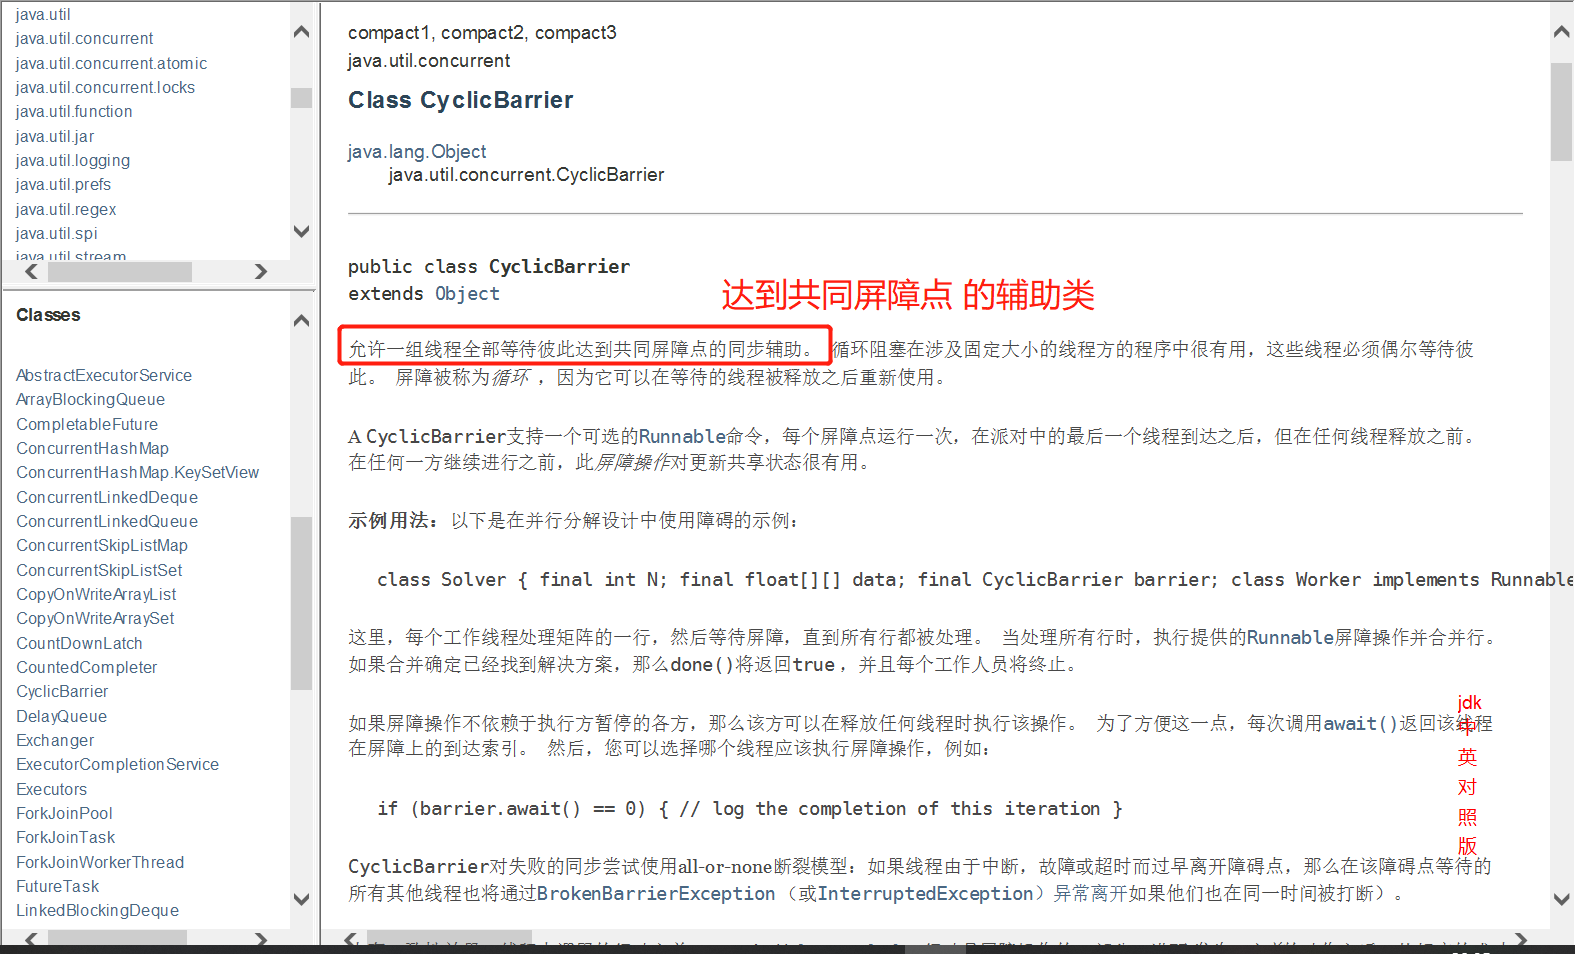 java.util
java.util.concurrent
java.util.concurrent.atomic
java.util.concurrent.locks
java.util.function
java.util.jar
java.util.logging
java.util.prefs
java.util.regex
java.util.spi
java.util.stream
Classes
AbstractExecutorService
ArrayBlockingQueue
CompletableFuture
ConcurrentHashMap
ConcurrentHashMap.KeySetView
ConcurrentLinkedDeque
ConcurrentLinkedQueue
ConcurrentSkipListMap
ConcurrentSkipListSet
CopyOnWriteArrayList
CopyOnWriteArraySet
CountDownLatch
CountedCompleter
CyclicBarrier
DelayQueue
Exchanger
ExecutorCompletionService
Executors
ForkJoinPool
ForkJoinTask
ForkJoinWorkerThread
FutureTask
LinkedBlockingDeque
compact1, compact2, compact3
java.util.concurrent
Class CyclicBarrier
java.lang.Object
java.util.concurrent.CyclicBarrier
public class CyclicBarrier
extends Object
达到共同屏障点 的辅助类
允许一组线程全部等待彼此达到共同屏障点的同步辅助。 循环阻塞在涉及固定大小的线程方的程序中很有用，这些线程必须偶尔等待彼
此。 屏障被称为循环 ，因为它可以在等待的线程被释放之后重新使用。
A CyclicBarrier支持一个可选的Runnable命令，每个屏障点运行一次，在派对中的最后一个线程到达之后，但在任何线程释放之前。
在任何一方继续进行之前，此屏障操作对更新共享状态很有用。
示例用法：以下是在并行分解设计中使用障碍的示例：
class Solver { final int N; final float[][] data; final CyclicBarrier barrier; class Worker implements Runnable
这里，每个工作线程处理矩阵的一行，然后等待屏障，直到所有行都被处理。 当处理所有行时，执行提供的Runnable屏障操作并合并行。
如果合并确定已经找到解决方案，那么done()将返回true ，并且每个工作人员将终止。
如果屏障操作不依赖于执行方暂停的各方，那么该方可以在释放任何线程时执行该操作。 为了方便这一点，每次调用await()返回该线程
在屏障上的到达索引。 然后，您可以选择哪个线程应该执行屏障操作，例如：
if (barrier.await() == 0) { // log the completion of this iteration }
CyclicBarrier对失败的同步尝试使用all-or-none断裂模型：如果线程由于中断，故障或超时而过早离开障碍点，那么在该障碍点等待的
所有其他线程也将通过BrokenBarrierException （或InterruptedException）异常离开如果他们也在同一时间被打断）。
jdk
中
英
对
照
版